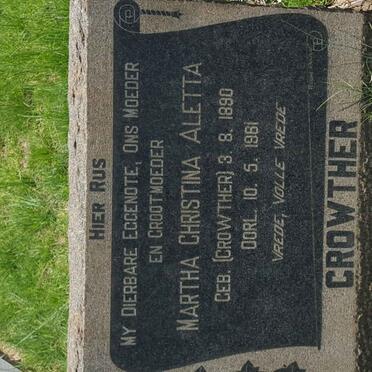 HIER RUS
MY DIERBARE EGGENOTE, ONS MOEDER
EN GROOTMOEDER
MARTHA CHRISTINA ALETTA
GEB. (CROWTHER) 3. 9. 1890
OORL. 10. 5. 1961
VREDE, VOLLE VREDE
CROWTHER